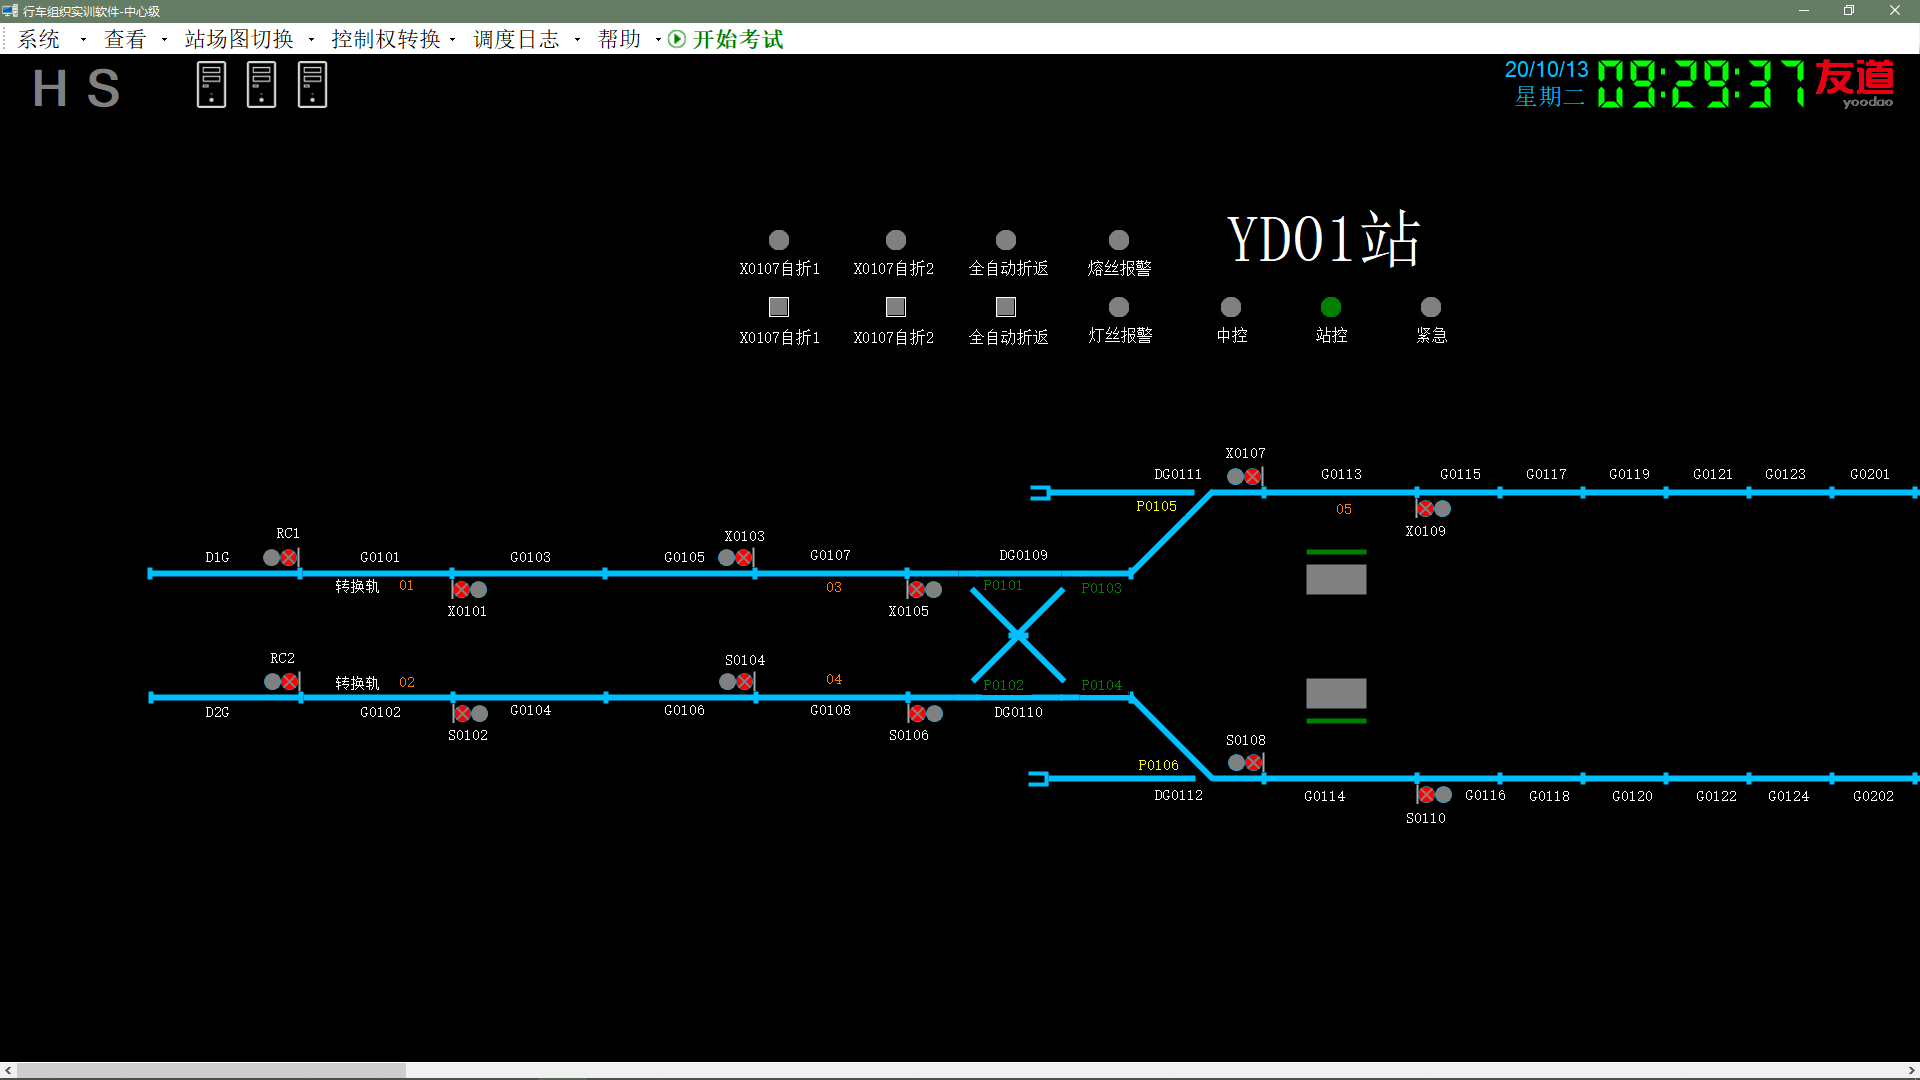 行车组织实训软件-中心级
系统 查看 站场图切换 控制权转换 调度日志 帮助 开始考试
H S
20/10/13 09:29:37 友道
星期二 yoodao
YD01站
X0107自折1 X0107自折2 全自动折返 熔丝报警
X0107自折1 X0107自折2 全自动折返 灯丝报警 中控 站控 紧急
X0107
DG0111 G0113 G0115 G0117 G0119 G0121 G0123 G0201
P0105 05
X0109
RC1 X0103
D1G G0101 G0103 G0105 G0107 DG0109
转换轨 01 03 P0101 P0103
X0101 X0105
RC2 S0104
转换轨 02 04 P0102 P0104
D2G G0102 G0104 G0106 G0108 DG0110
S0102 S0106
S0108
P0106
DG0112 G0114 G0116 G0118 G0120 G0122 G0124 G0202
S0110